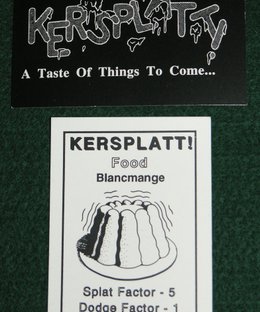 KERSPLATT!
A Taste Of Things To Come...
KERSPLATT!
Food
Blancmange
Splat Factor - 5
Dodge Factor - 1